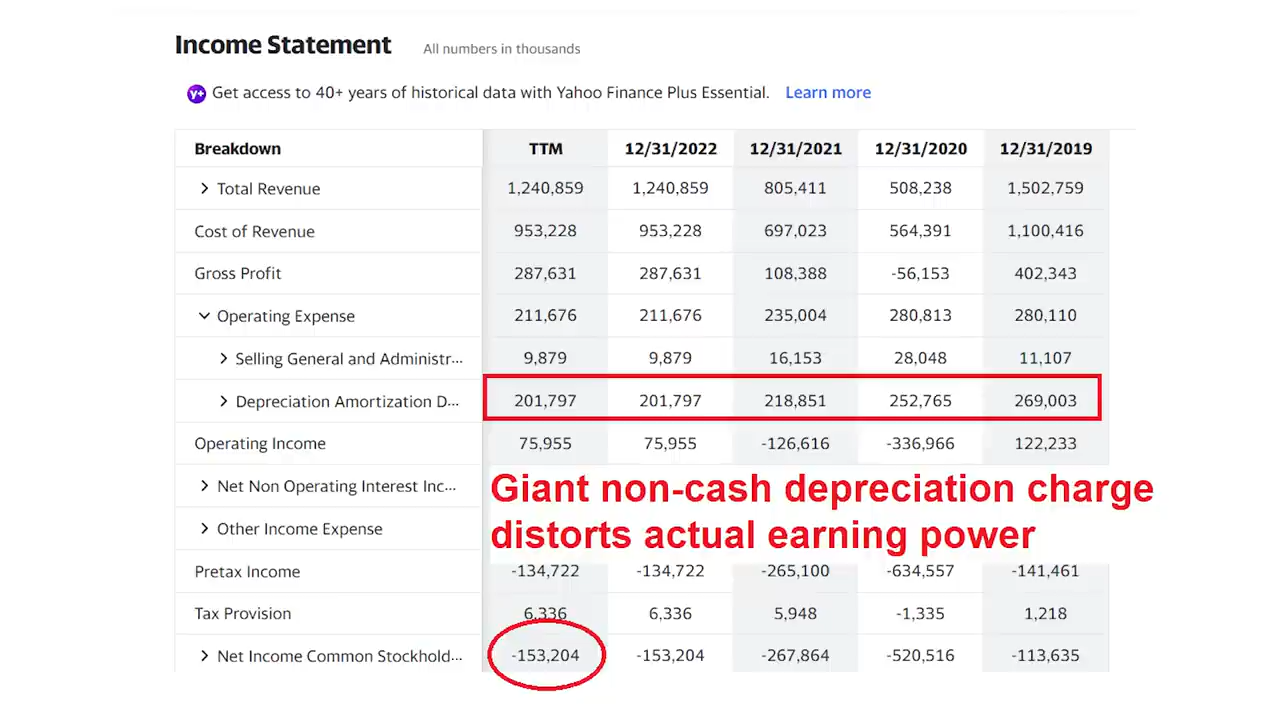 Income Statement All numbers in thousands
y+ Get access to 40+ years of historical data with Yahoo Finance Plus Essential. Learn more
Breakdown TTM 12/31/2022 12/31/2021 12/31/2020 12/31/2019
Total Revenue 1,240,859 1,240,859 805,411 508,238 1,502,759
Cost of Revenue 953,228 953,228 697,023 564,391 1,100,416
Gross Profit 287,631 287,631 108,388 -56,153 402,343
Operating Expense 211,676 211,676 235,004 280,813 280,110
Selling General and Administr... 9,879 9,879 16,153 28,048 11,107
Depreciation Amortization D... 201,797 201,797 218,851 252,765 269,003
Operating Income 75,955 75,955 -126,616 -336,966 122,233
Net Non Operating Interest Inc...
Giant non-cash depreciation charge
Other Income Expense
distorts actual earning power
Pretax Income -134,722 -134,722 -265,100 -634,557 -141,461
Tax Provision 6,336 6,336 5,948 -1,335 1,218
Net Income Common Stockhold... -153,204 -153,204 -267,864 -520,516 -113,635